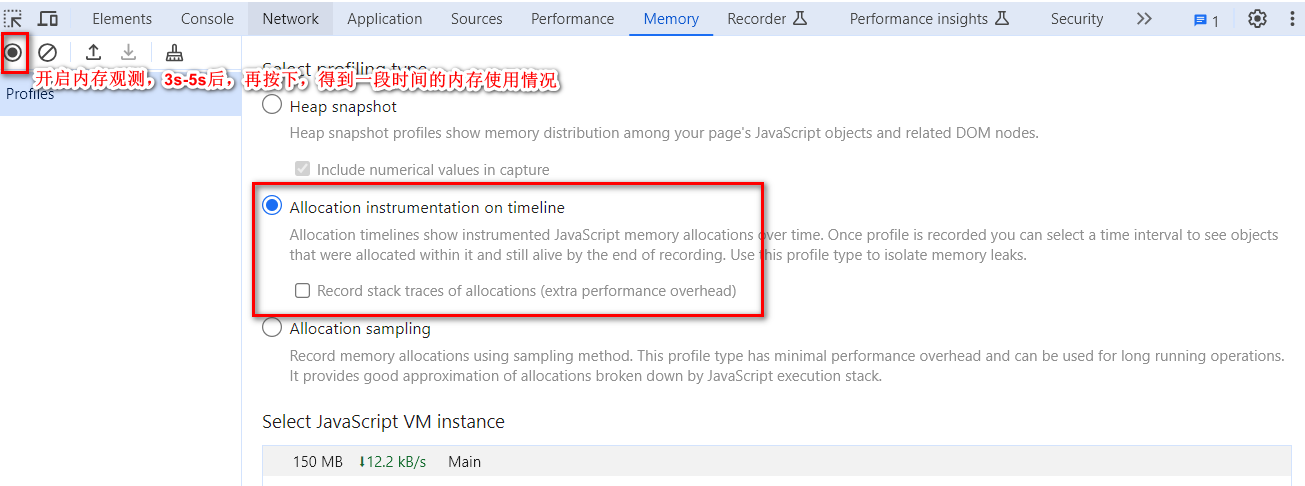 Elements Console Network Application Sources Performance Memory Recorder Performance insights Security 1
Select profiling type
开启内存观测，3s-5s后，再按下，得到一段时间的内存使用情况
Profiles
Heap snapshot
Heap snapshot profiles show memory distribution among your page's JavaScript objects and related DOM nodes.
Include numerical values in capture
Allocation instrumentation on timeline
Allocation timelines show instrumented JavaScript memory allocations over time. Once profile is recorded you can select a time interval to see objects
that were allocated within it and still alive by the end of recording. Use this profile type to isolate memory leaks.
Record stack traces of allocations (extra performance overhead)
Allocation sampling
Record memory allocations using sampling method. This profile type has minimal performance overhead and can be used for long running operations.
It provides good approximation of allocations broken down by JavaScript execution stack.
Select JavaScript VM instance
150 MB ↓12.2 kB/s Main